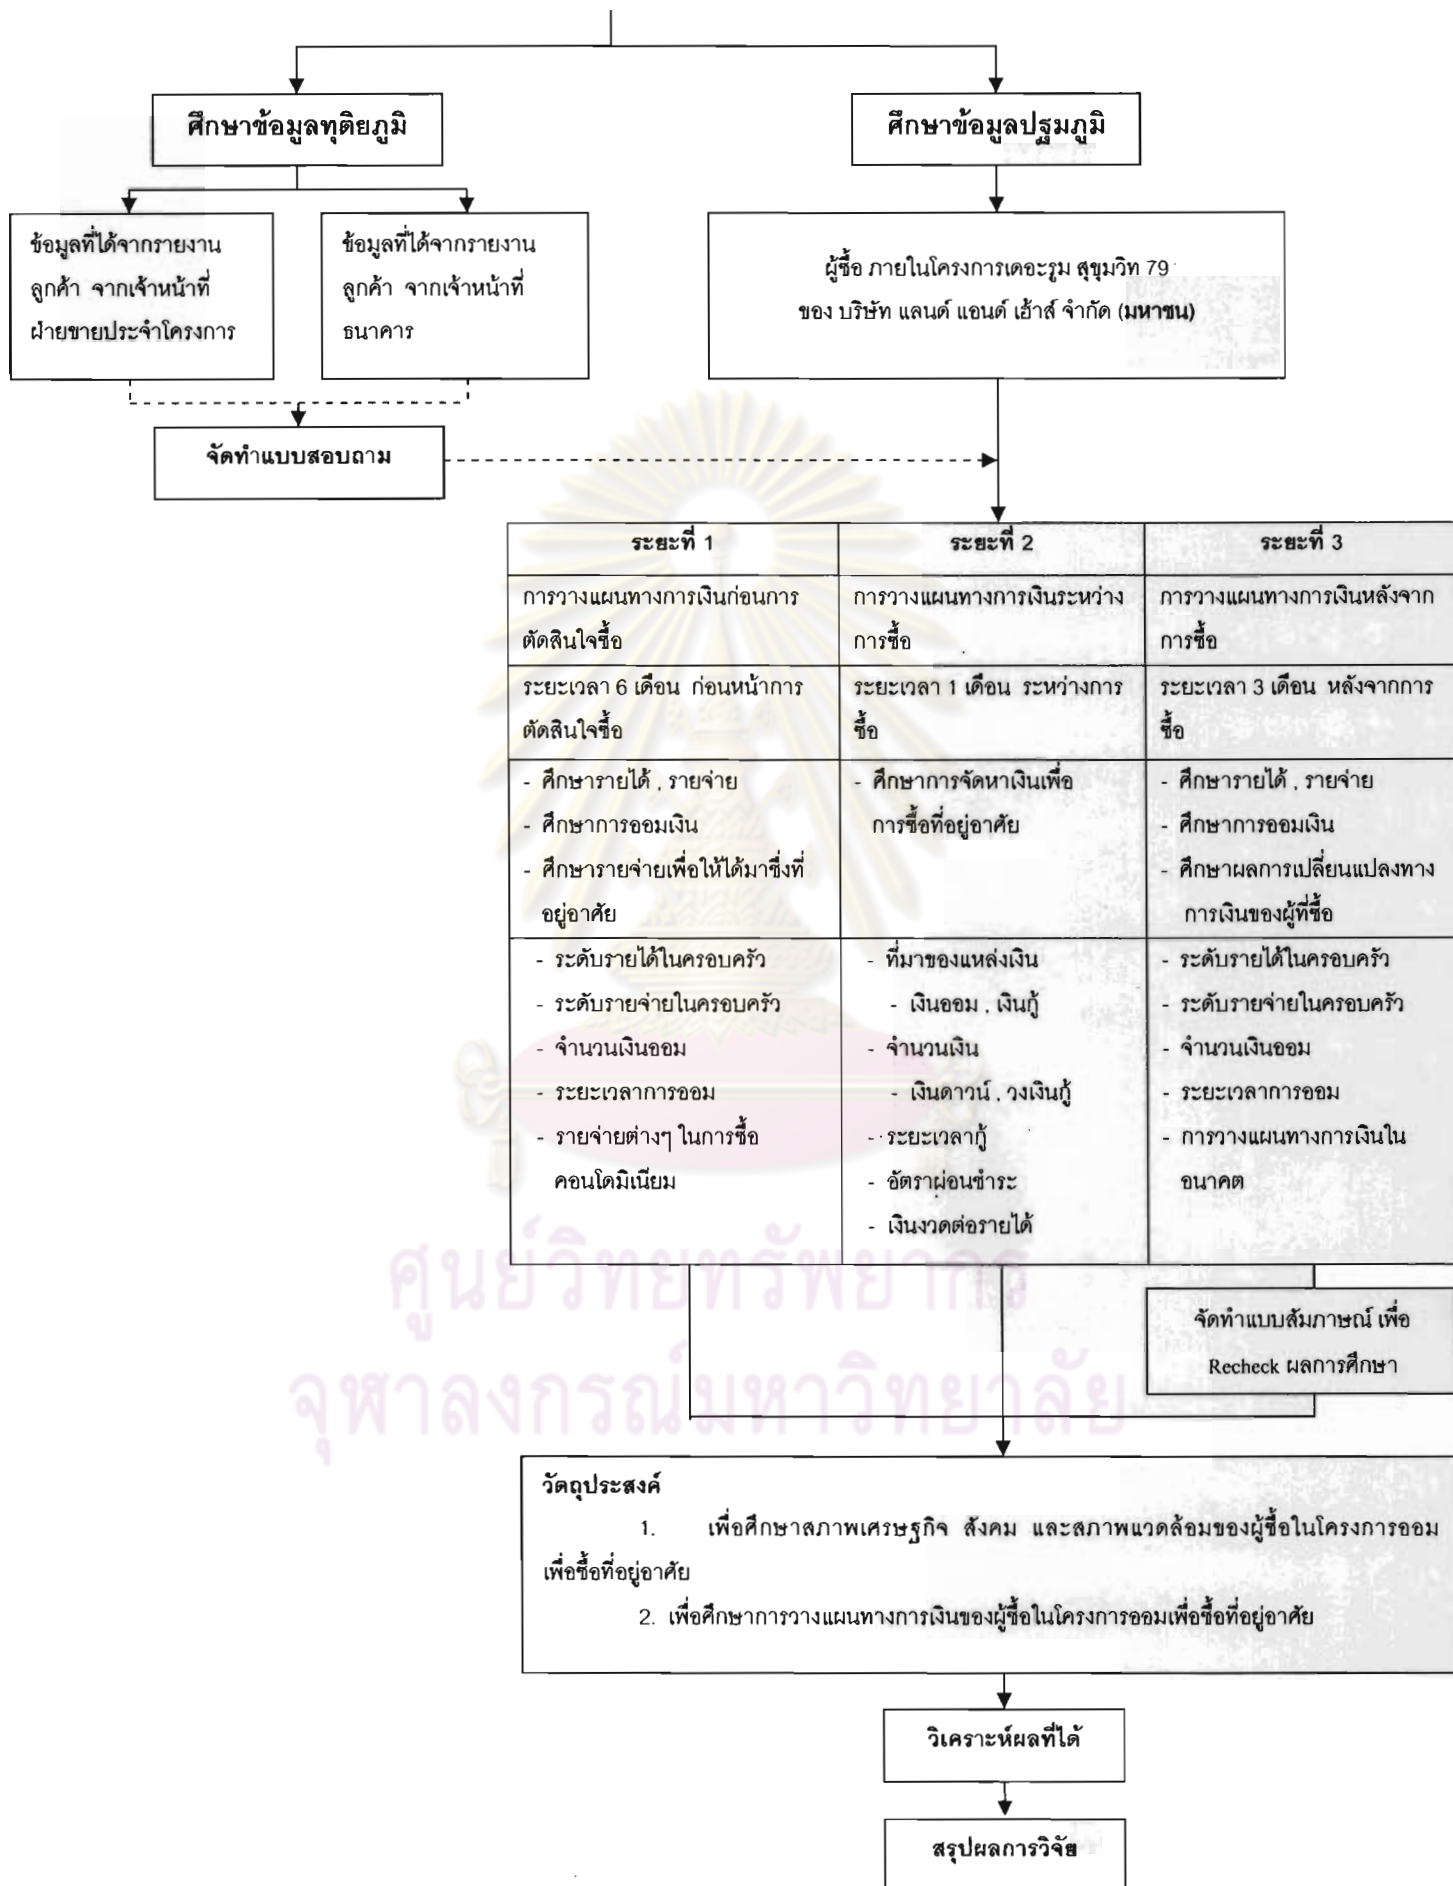 ศึกษาข้อมูลทุติยภูมิ
ศึกษาข้อมูลปฐมภูมิ
ข้อมูลที่ได้จากรายงาน
ลูกค้า จากเจ้าหน้าที่
ฝ่ายขายประจำโครงการ
ข้อมูลที่ได้จากรายงาน
ลูกค้า จากเจ้าหน้าที่
ธนาคาร
ผู้ซื้อ ภายในโครงการเดอะรูม สุขุมวิท 79
ของ บริษัท แลนด์ แอนด์ เฮ้าส์ จำกัด (มหาชน)
จัดทำแบบสอบถาม
ระยะที่ 1
การวางแผนทางการเงินก่อนการ
ตัดสินใจซื้อ
ระยะเวลา 6 เดือน ก่อนหน้าการ
ตัดสินใจซื้อ
- ศึกษารายได้ , รายจ่าย
- ศึกษาการออมเงิน
- ศึกษารายจ่ายเพื่อให้ได้มาซึ่งที่
อยู่อาศัย
- ระดับรายได้ในครอบครัว
- ระดับรายจ่ายในครอบครัว
- จำนวนเงินออม
- ระยะเวลาการออม
- รายจ่ายต่างๆ ในการซื้อ
คอนโดมิเนียม
ระยะที่ 2
การวางแผนทางการเงินระหว่าง
การซื้อ
ระยะเวลา 1 เดือน ระหว่างการ
ซื้อ
- ศึกษาการจัดหาเงินเพื่อ
การซื้อที่อยู่อาศัย
- ที่มาของแหล่งเงิน
- เงินออม , เงินกู้
- จำนวนเงิน
- เงินดาวน์ , วงเงินกู้
- ระยะเวลากู้
- อัตราผ่อนชำระ
- เงินงวดต่อรายได้
ระยะที่ 3
การวางแผนทางการเงินหลังจาก
การซื้อ
ระยะเวลา 3 เดือน หลังจากการ
ซื้อ
- ศึกษารายได้ , รายจ่าย
- ศึกษาการออมเงิน
- ศึกษาผลการเปลี่ยนแปลงทาง
การเงินของผู้ที่ซื้อ
- ระดับรายได้ในครอบครัว
- ระดับรายจ่ายในครอบครัว
- จำนวนเงินออม
- ระยะเวลาการออม
- การวางแผนทางการเงินใน
อนาคต
ศูนย์วิทยทรัพยากร
จุฬาลงกรณ์มหาวิทยาลัย
จัดทำแบบสัมภาษณ์ เพื่อ
Recheck ผลการศึกษา
วัตถุประสงค์
1. เพื่อศึกษาสภาพเศรษฐกิจ สังคม และสภาพแวดล้อมของผู้ซื้อในโครงการออม
เพื่อซื้อที่อยู่อาศัย
2. เพื่อศึกษาการวางแผนทางการเงินของผู้ซื้อในโครงการออมเพื่อซื้อที่อยู่อาศัย
วิเคราะห์ผลที่ได้
สรุปผลการวิจัย